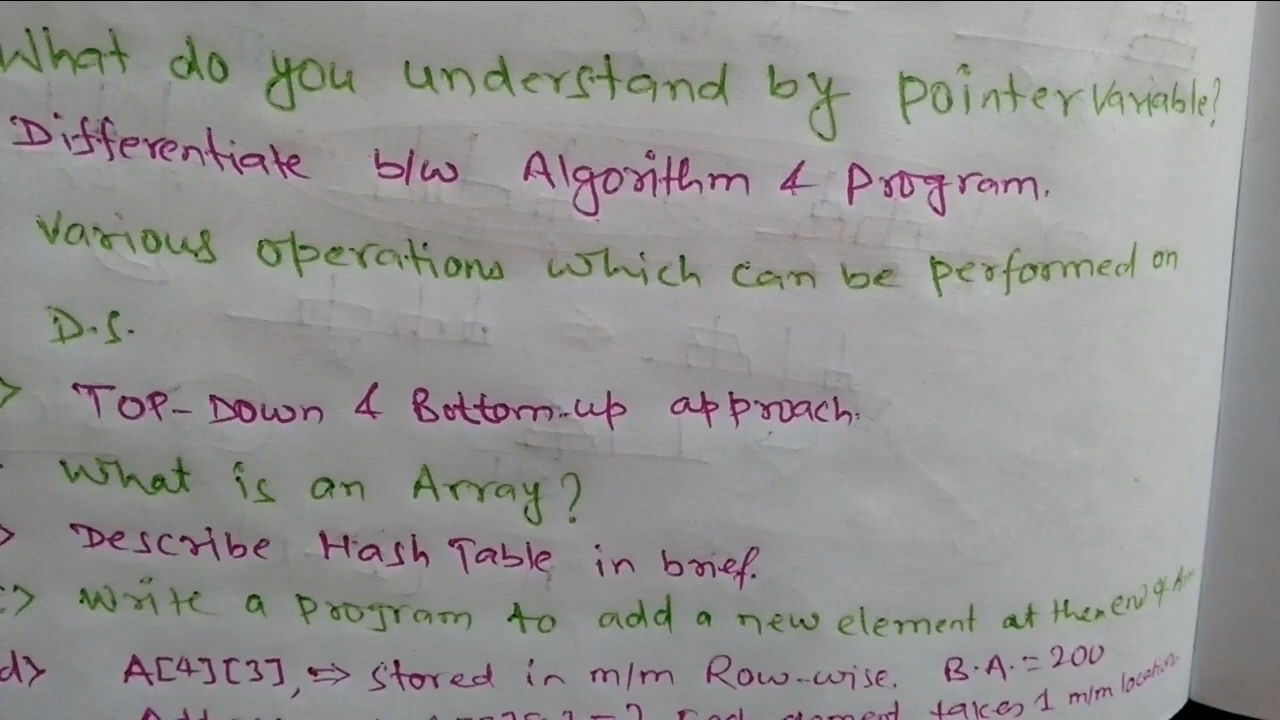 What do you understand by pointer variable?
Differentiate b/w Algorithm & Program.
Various operations which can be performed on
D.S.
> TOP-DOWN & Bottom-up approach.
What is an Array?
> Describe Hash Table in brief.
:> Write a program to add a new element at the end of
d> A[4][3], ⇒ stored in m/m Row-wise. B.A. = 200
element takes 1 m/m location